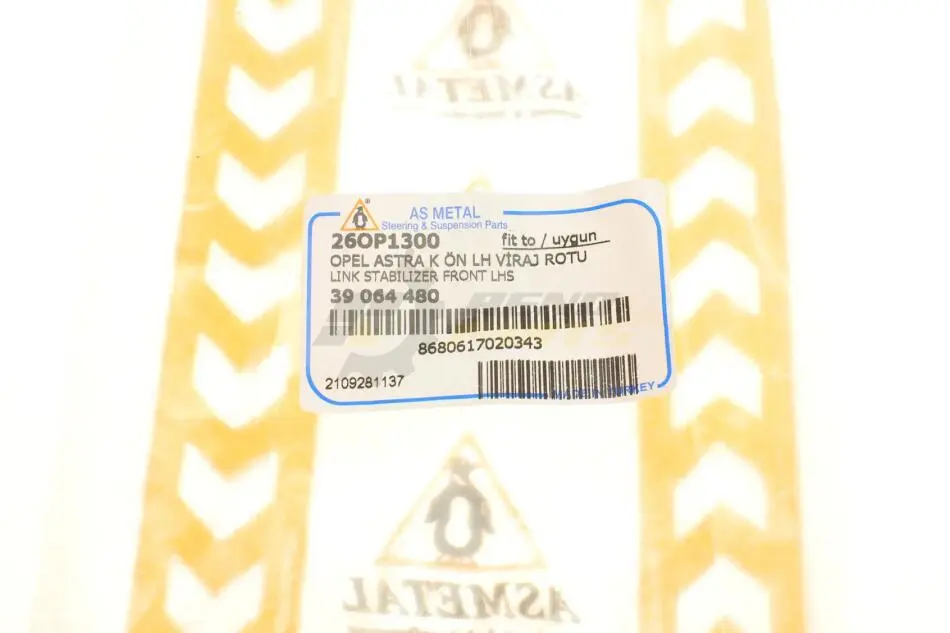 ASMETAL
AS METAL
Steering & Suspension Parts
26OP1300 fit to / uygun
OPEL ASTRA K ÖN LH VİRAJ ROTU
LINK STABILIZER FRONT LHS
39 064 480
8680617020343
2109281137
MADE IN TURKEY
ASMETAL